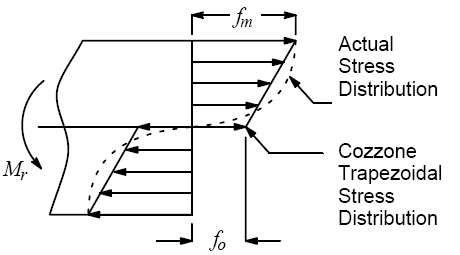 fm
Actual
Stress
Distribution
Mr
Cozzone
Trapezoidal
Stress
Distribution
fo